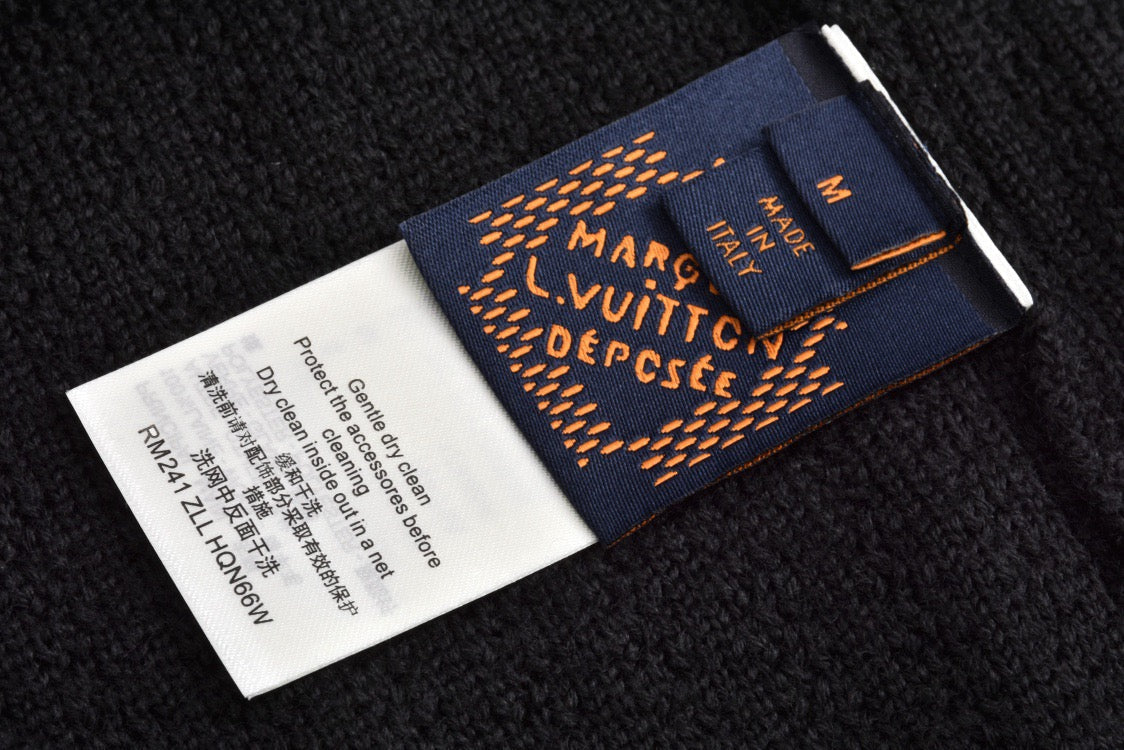 M
MADE
IN
ITALY
MARQ
L.VUITTON
DÉPOSÉE
Gentle dry clean
Protect the accessores before
cleaning
Dry clean inside out in a net
缓和干洗
清洗前请对配饰部分采取有效的保护
措施
洗网中反面干洗
RM241 ZLL HQN66W